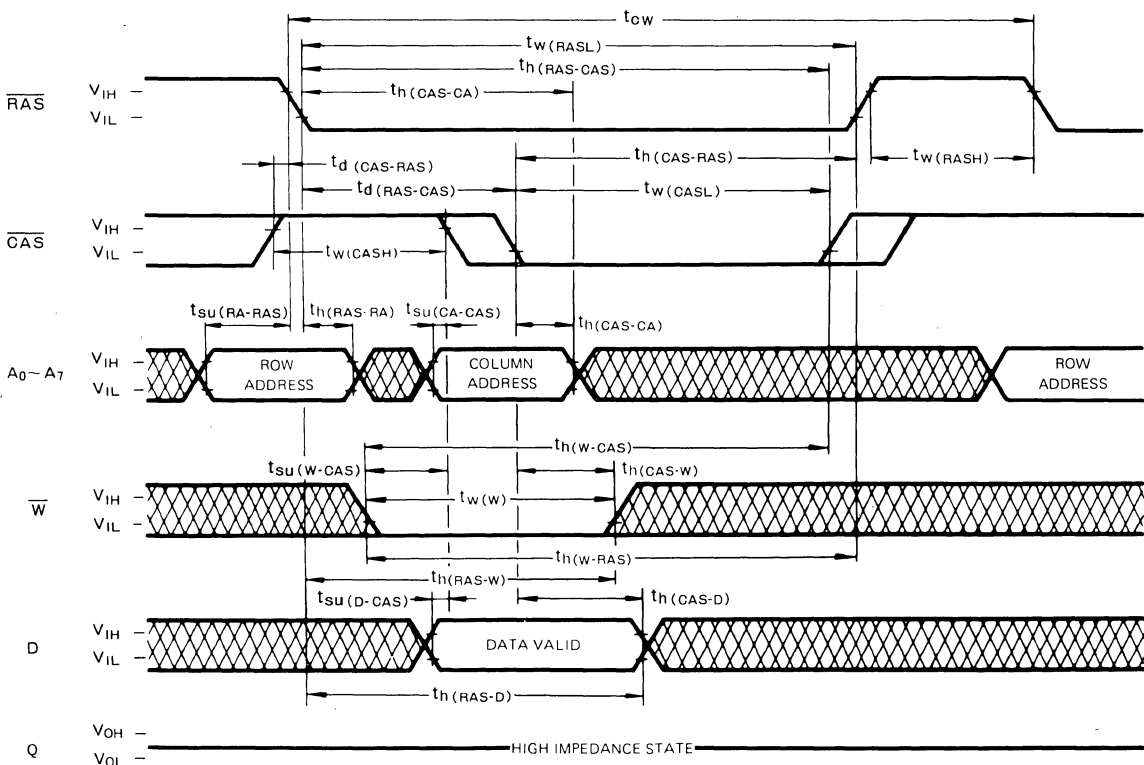 tCW
tw(RASL)
th(RAS-CAS)
th(CAS-CA)
RAS
VIH
VIL
td(CAS-RAS)
th(CAS-RAS)
tw(RASH)
td(RAS-CAS)
tw(CASL)
CAS
VIH
VIL
tw(CASH)
tsu(RA-RAS)
th(RAS-RA)
tsu(CA-CAS)
th(CAS-CA)
A0~A7
VIH
VIL
ROW ADDRESS
COLUMN ADDRESS
ROW ADDRESS
th(W-CAS)
tsu(W-CAS)
th(CAS-W)
W
VIH
VIL
tw(W)
th(W-RAS)
th(RAS-W)
tsu(D-CAS)
th(CAS-D)
D
VIH
VIL
DATA VALID
th(RAS-D)
Q
VOH
VOL
HIGH IMPEDANCE STATE